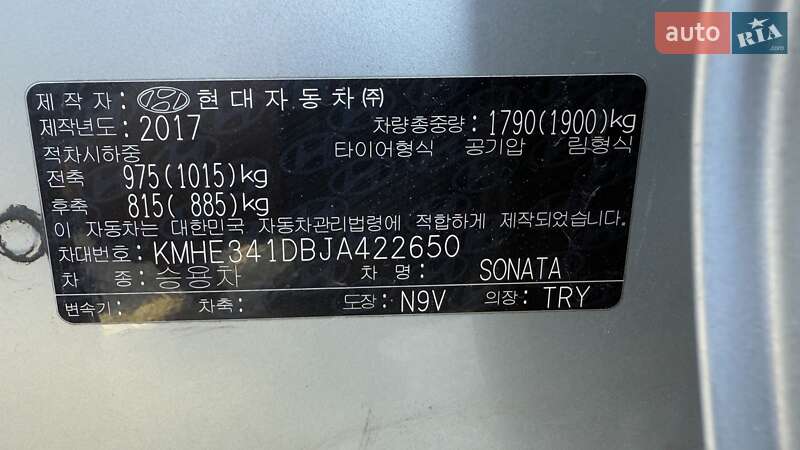 auto RIA .com
제 작 자 : 현대자동차㈜
제작년도: 2017 차량총중량: 1790(1900)kg
적차시하중 타이어형식 공기압 림형식
전축 975(1015)kg
후축 815( 885)kg
이 자동차는 대한민국 자동차관리법령에 적합하게 제작되었습니다.
차대번호: KMHE341DBJA422650
차 종: 승용차 차 명: SONATA
변속기: 차축: 도장: N9V 의장: TRY